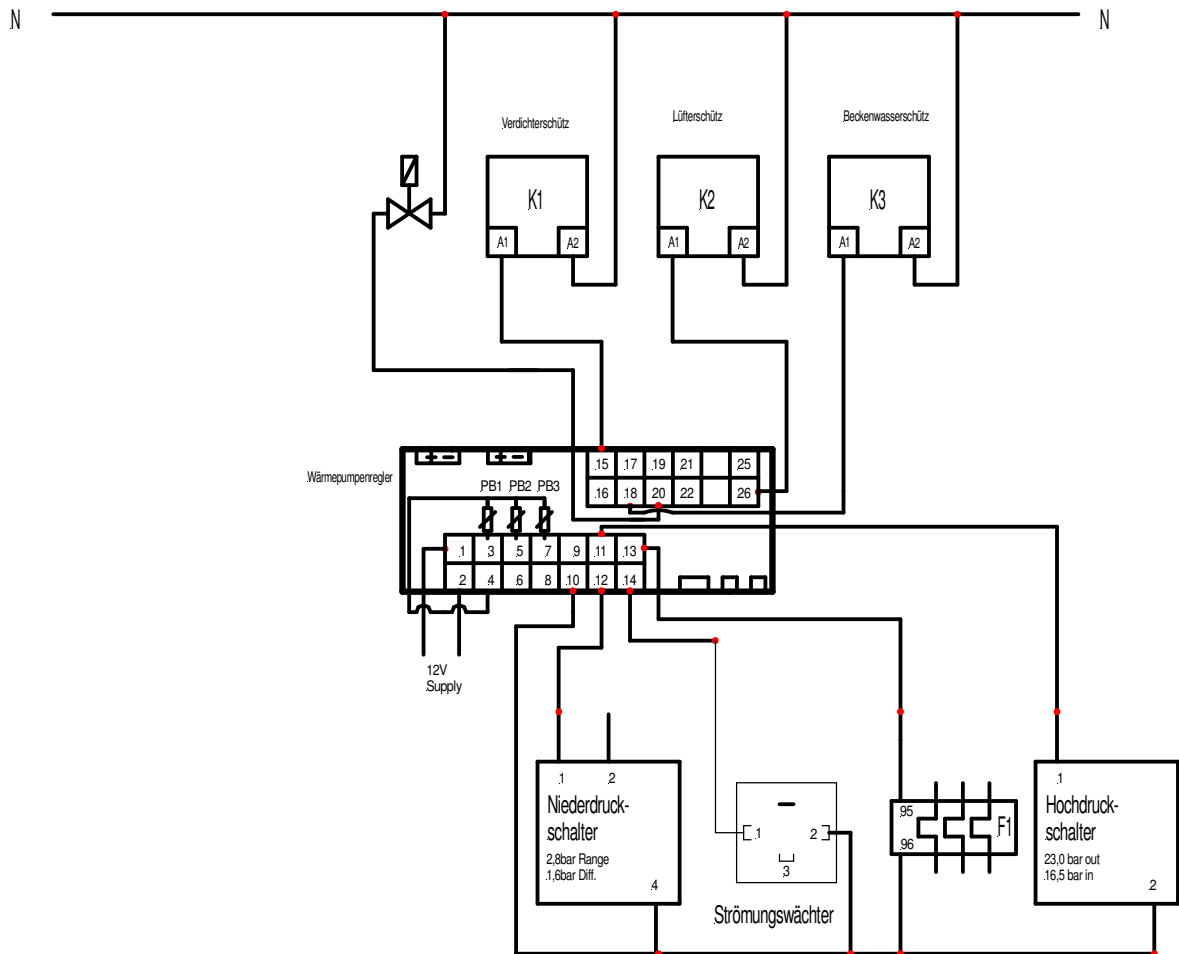 N
N
Verdichterschütz
Lüfterschütz
Beckenwasserschütz
K1
K2
K3
A1
A2
A1
A2
A1
A2
Wärmepumpenregler
15 17 19 21 25
16 18 20 22 26
PB1 PB2 PB3
1 3 5 7 9 11 13
2 4 6 8 10 12 14
12V
Supply
1
2
Niederdruck-
schalter
2,8bar Range
1,6bar Diff.
4
1
2
3
Strömungswächter
95
96
F1
1
Hochdruck-
schalter
23,0 bar out
16,5 bar in
2